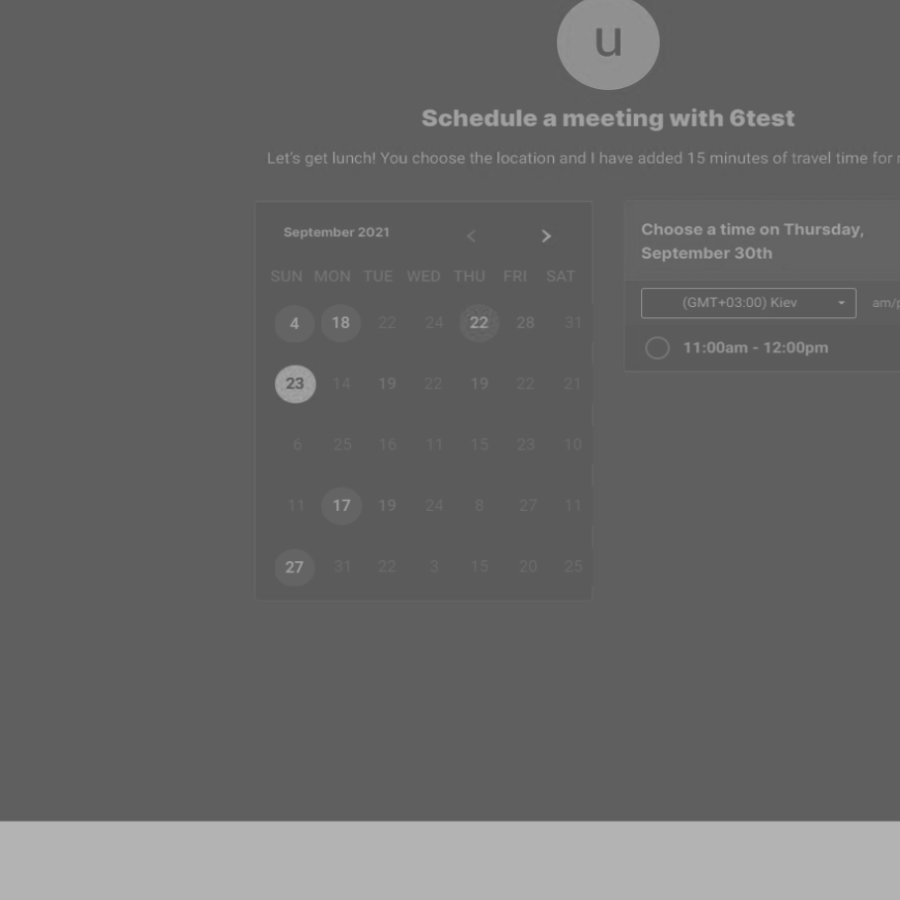 u
Schedule a meeting with 6test
Let's get lunch! You choose the location and I have added 15 minutes of travel time for
September 2021
SUN MON TUE WED THU FRI SAT
4 18 22 24 22 28 31
23 14 19 22 19 22 21
6 25 16 11 15 23 10
11 17 19 24 8 27 11
27 31 22 3 15 20 25
Choose a time on Thursday,
September 30th
(GMT+03:00) Kiev am/
11:00am - 12:00pm